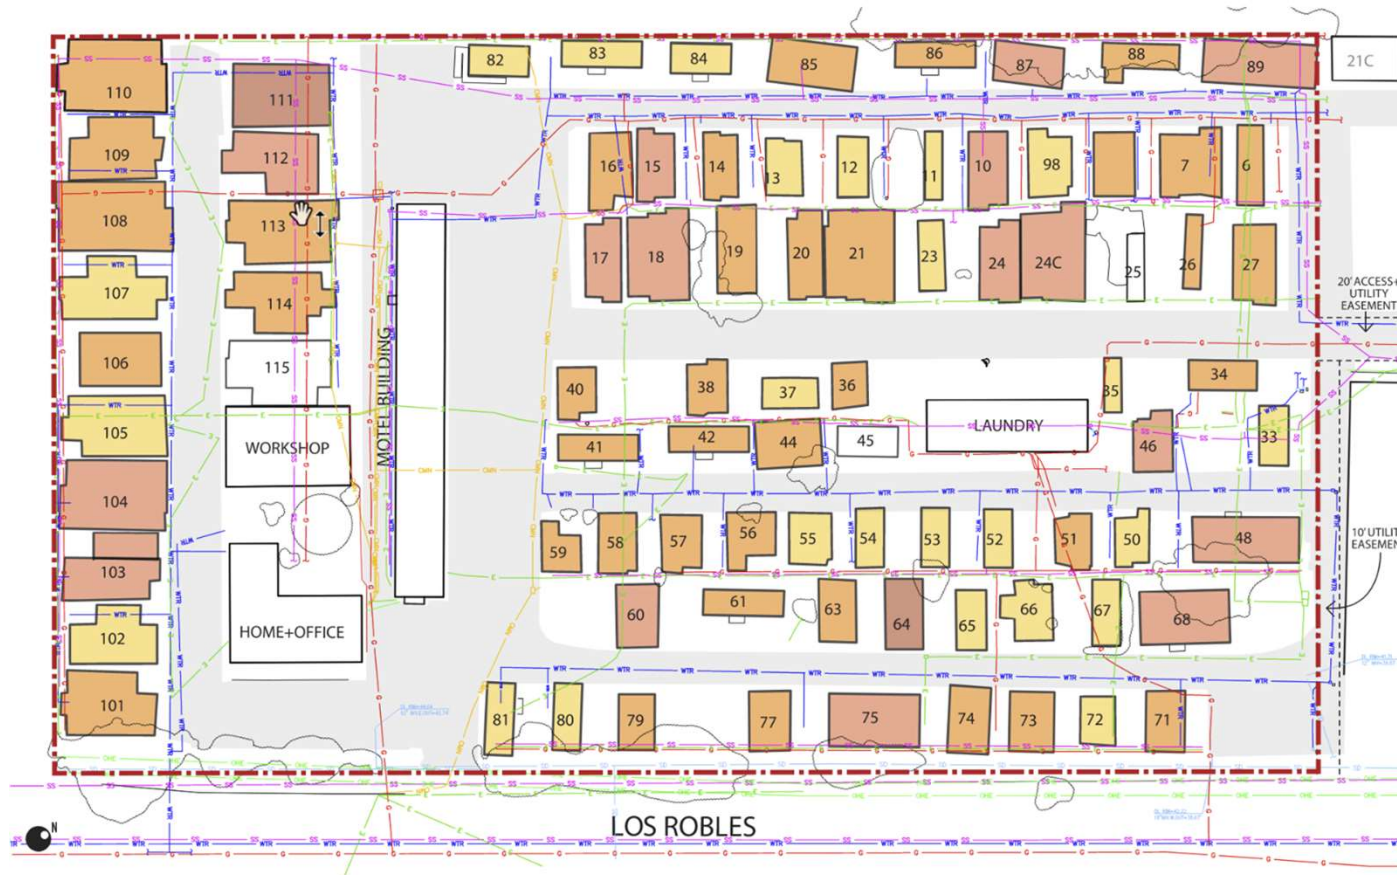 82 83 84 85 86 87 88 89 21C
110 111
109 112 16 15 14 13 12 11 10 98 7 6
108 113
17 18 19 20 21 23 24 24C 25 26 27
107 114
20' ACCESS+
UTILITY
EASEMENT
106 115
MOTEL BUILDING
40 38 37 36 35 34
105 WORKSHOP 41 42 44 45 LAUNDRY 46 33
104
59 58 57 56 55 54 53 52 51 50 48
10' UTILIT
EASEMEN
103
60 61 63 64 65 66 67 68
102 HOME+OFFICE
101 81 80 79 77 75 74 73 72 71
N
LOS ROBLES
WTR
SS
G
E
OHE
SD